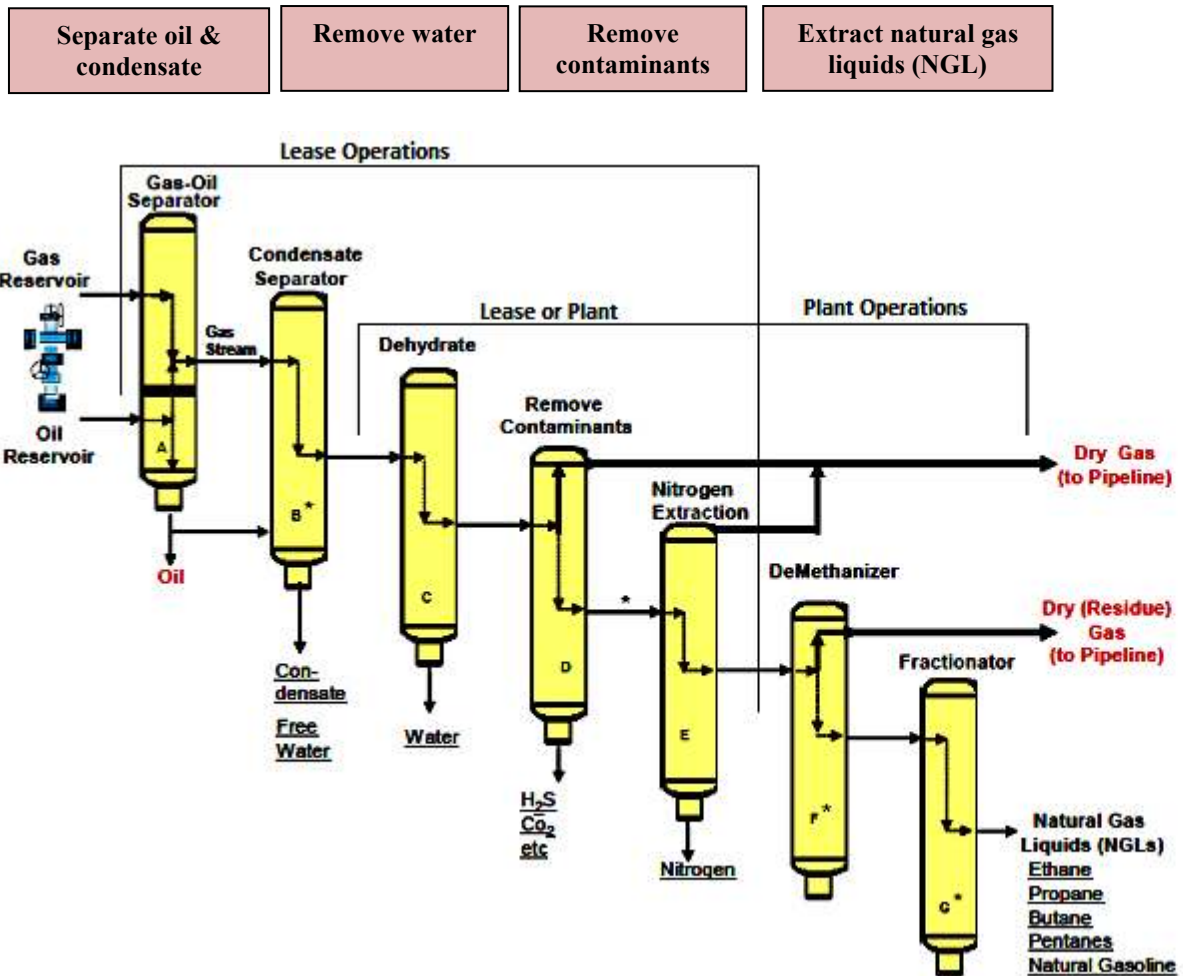 Separate oil &
condensate
Remove water
Remove
contaminants
Extract natural gas
liquids (NGL)
Lease Operations
Gas-Oil
Separator
Gas
Reservoir
Condensate
Separator
Lease or Plant
Plant Operations
Gas
Stream
Dehydrate
Remove
Contaminants
Oil
Reservoir
A
Dry Gas
(to Pipeline)
Nitrogen
Extraction
B*
Oil
DeMethanizer
C
*
Dry (Residue)
Gas
(to Pipeline)
Fractionator
Con-
densate
D
Free
Water
Water
E
H₂S
Co₂
etc
F*
Natural Gas
Liquids (NGLs)
Nitrogen
Ethane
Propane
G*
Butane
Pentanes
Natural Gasoline